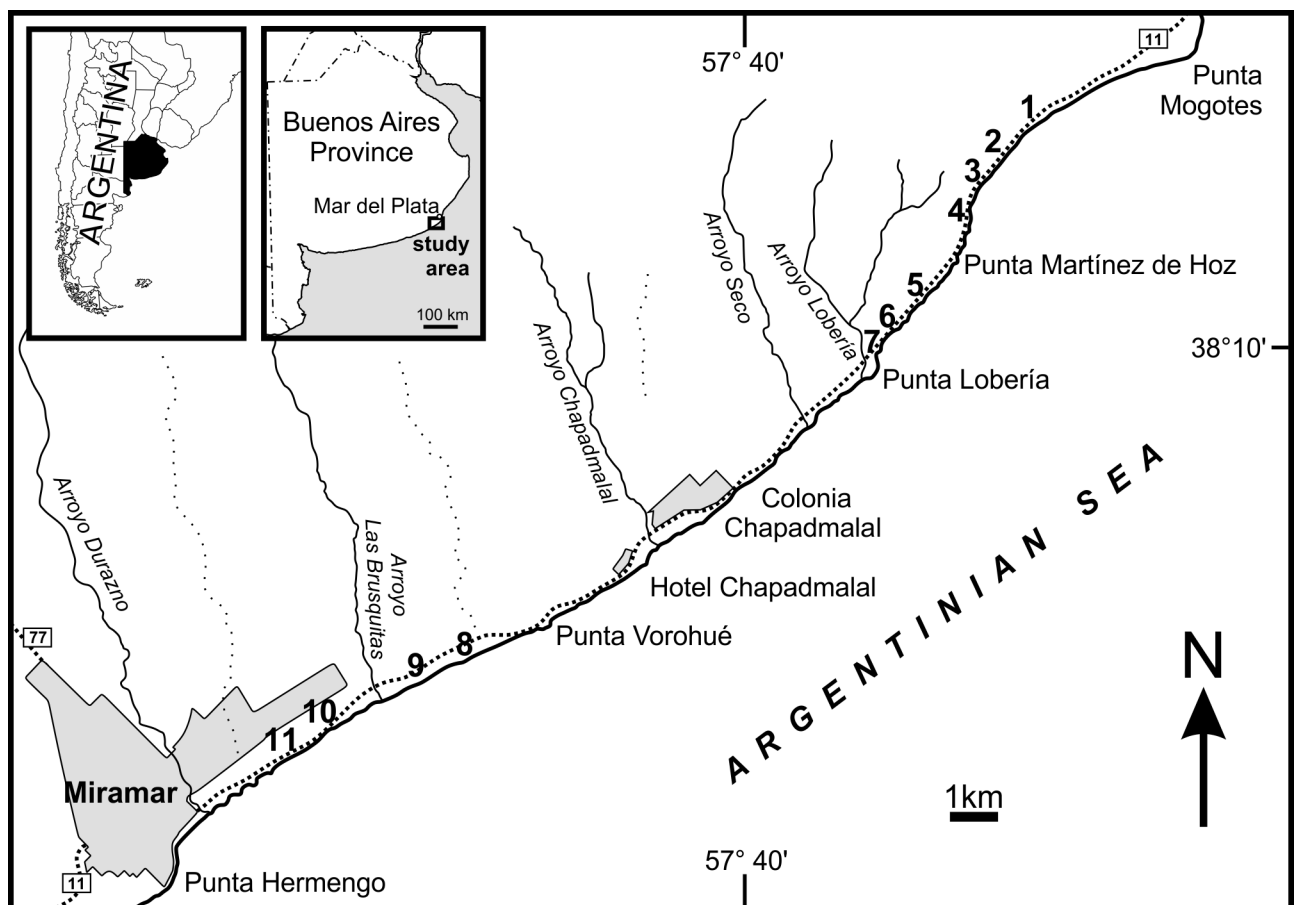 ARGENTINA
Buenos Aires
Province
Mar del Plata
study
area
100 km
57° 40'
11
Punta
Mogotes
1
2
3
4
Punta Martínez de Hoz
5
6
7
38°10'
Punta Lobería
Arroyo Seco
Arroyo Lobería
Arroyo Chapadmalal
Colonia
Chapadmalal
Hotel Chapadmalal
Punta Vorohué
Arroyo Durazno
Arroyo
Las Brusquitas
8
9
10
11
77
Miramar
11
Punta Hermengo
ARGENTINIAN SEA
N
1km
57° 40'